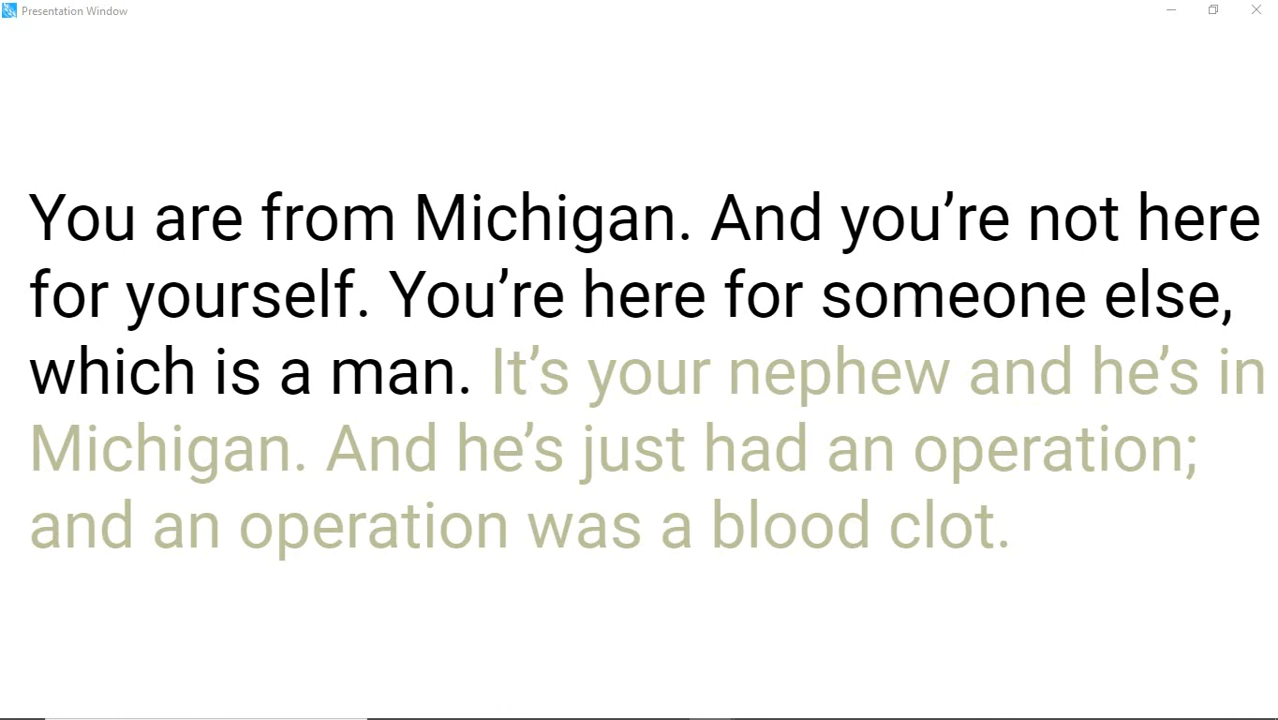 Presentation Window
You are from Michigan. And you’re not here
for yourself. You’re here for someone else,
which is a man. It’s your nephew and he’s in
Michigan. And he’s just had an operation;
and an operation was a blood clot.